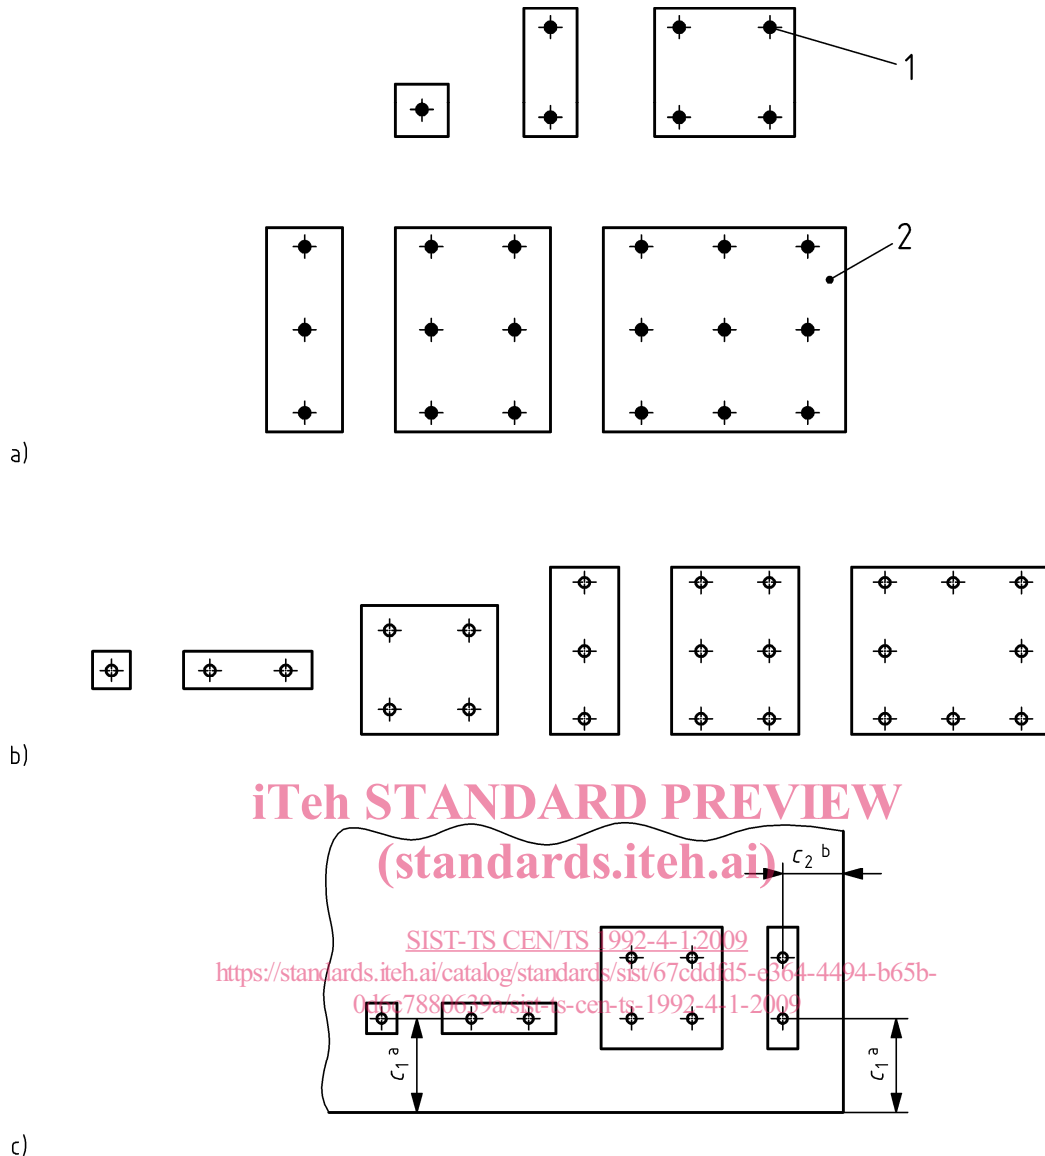 1
2
a)
b)
iTeh STANDARD PREVIEW
(standards.iteh.ai)
c2 b
SIST-TS CEN/TS 1992-4-1:2009
https://standards.iteh.ai/catalog/standards/sist/67cddfd5-e364-4494-b65b-
0d6c7880639a/sist-ts-cen-ts-1992-4-1-2009
c1 a
c1 a
c)